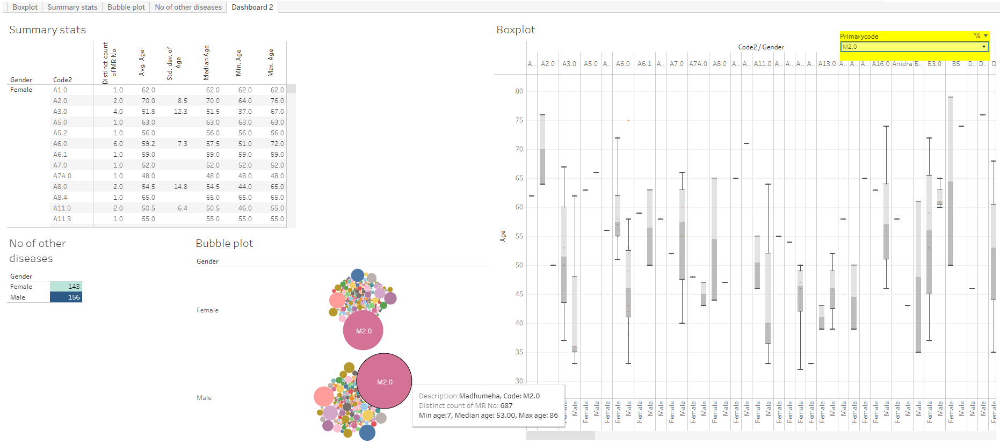 Boxplot
Summary stats
Bubble plot
No of other diseases
Dashboard 2
Summary stats
Gender
Code2
Distinct count of MR No
Avg. Age
Std. dev. of Age
Median Age
Min. Age
Max. Age
Female
A1.0 1.0 62.0 62.0 62.0 62.0
A2.0 2.0 70.0 8.5 70.0 64.0 76.0
A3.0 4.0 51.8 12.3 51.5 37.0 67.0
A5.0 1.0 63.0 63.0 63.0 63.0
A5.2 1.0 56.0 56.0 56.0 56.0
A6.0 6.0 59.2 7.3 57.5 51.0 72.0
A6.1 1.0 59.0 59.0 59.0 59.0
A7.0 1.0 52.0 52.0 52.0 52.0
A7A.0 1.0 48.0 48.0 48.0 48.0
A8.0 2.0 54.5 14.8 54.5 44.0 65.0
A8.4 1.0 65.0 65.0 65.0 65.0
A11.0 2.0 50.5 6.4 50.5 46.0 55.0
A11.3 1.0 55.0 55.0 55.0 55.0
No of other
diseases
Gender
Female 143
Male 156
Bubble plot
Gender
Female
M2.0
Male
M2.0
Description:Madhumeha, Code: M2.0
Distinct count of MR No: 687
Min age:7, Median age: 53.00, Max age: 86
Boxplot
Primarycode
M2.0
Code2 / Gender
A.. A2.0 A3.0 A5.0 A.. A6.0 A6.1 A7.0 A7A.0 A8.0 A.. A.. A11.0 A.. A.. A.. A.. A13.0 A.. A.. A.. A16.0 Anidra B.. B3.0 B5 D.. D.. D
80
75
70
65
60
55
50
45
40
35
30
Age
Male Female Male Female Male Female Male Female Male Female Male Female Male Female Male Female Male Female Male Female Male Female Male Female Male Female Male Female Male Female Male Female